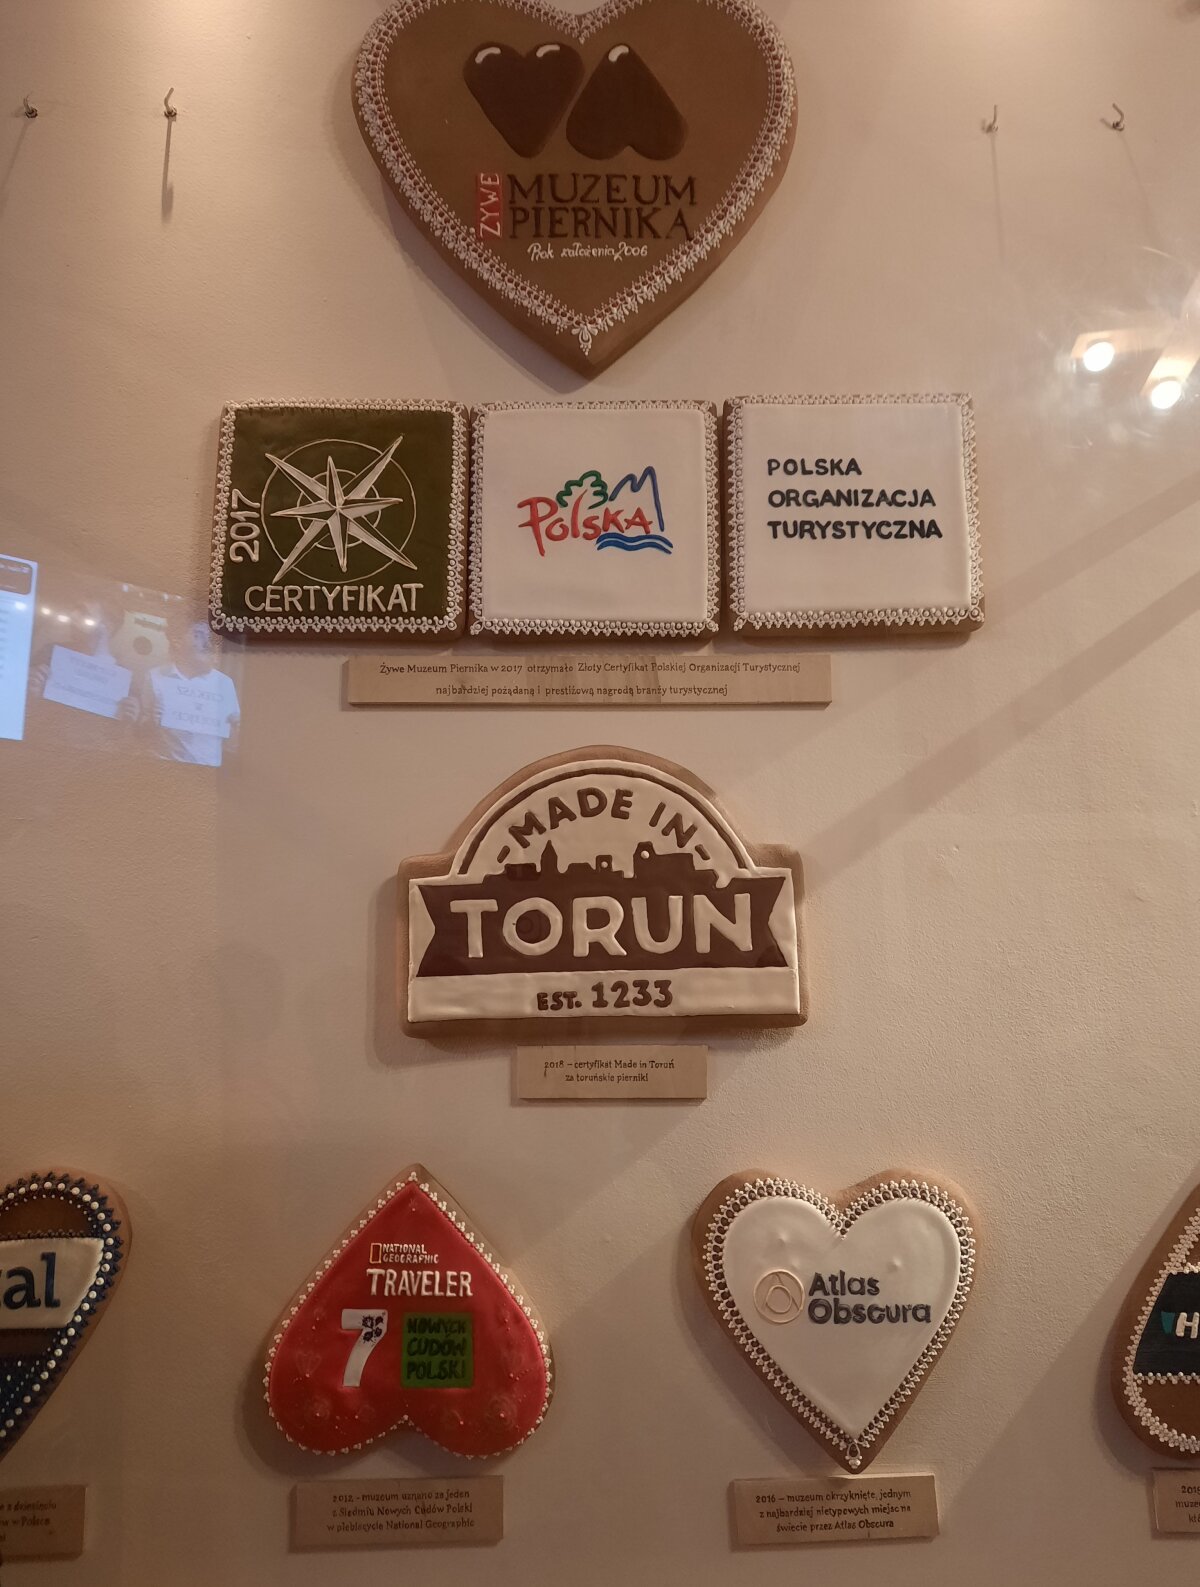 ŻYWE
MUZEUM
PIERNIKA
Rok założenia 2006
2017
CERTYFIKAT
POLSKA
POLSKA
ORGANIZACJA
TURYSTYCZNA
Żywe Muzeum Piernika w 2017 otrzymało Złoty Certyfikat Polskiej Organizacji Turystycznej
najbardziej pożądaną i prestiżową nagrodą branży turystycznej
- MADE IN -
TORUN
EST. 1233
2018 – certyfikat Made in Toruń
za toruńskie pierniki
al
NATIONAL
GEOGRAPHIC
TRAVELER
7
NOWYCH
CUDÓW
POLSKI
Atlas
Obscura
H
w Polsce
2012 - muzeum uznano za jeden
z Siedmiu Nowych Cudów Polski
w plebiscycie National Geographic
2016 – muzeum okrzyknięte, jednym
z najbardziej nietypowych miejsc na
świecie przez Atlas Obscura
muze